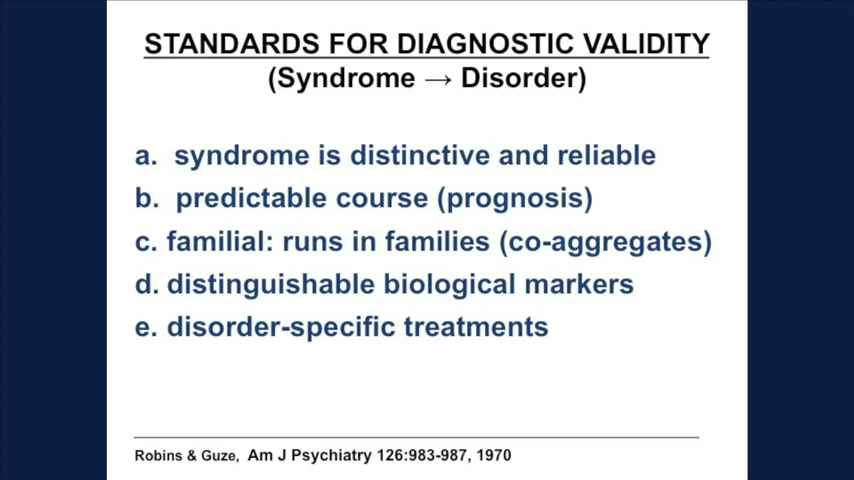 STANDARDS FOR DIAGNOSTIC VALIDITY
(Syndrome → Disorder)
a. syndrome is distinctive and reliable
b. predictable course (prognosis)
c. familial: runs in families (co-aggregates)
d. distinguishable biological markers
e. disorder-specific treatments
Robins & Guze, Am J Psychiatry 126:983-987, 1970